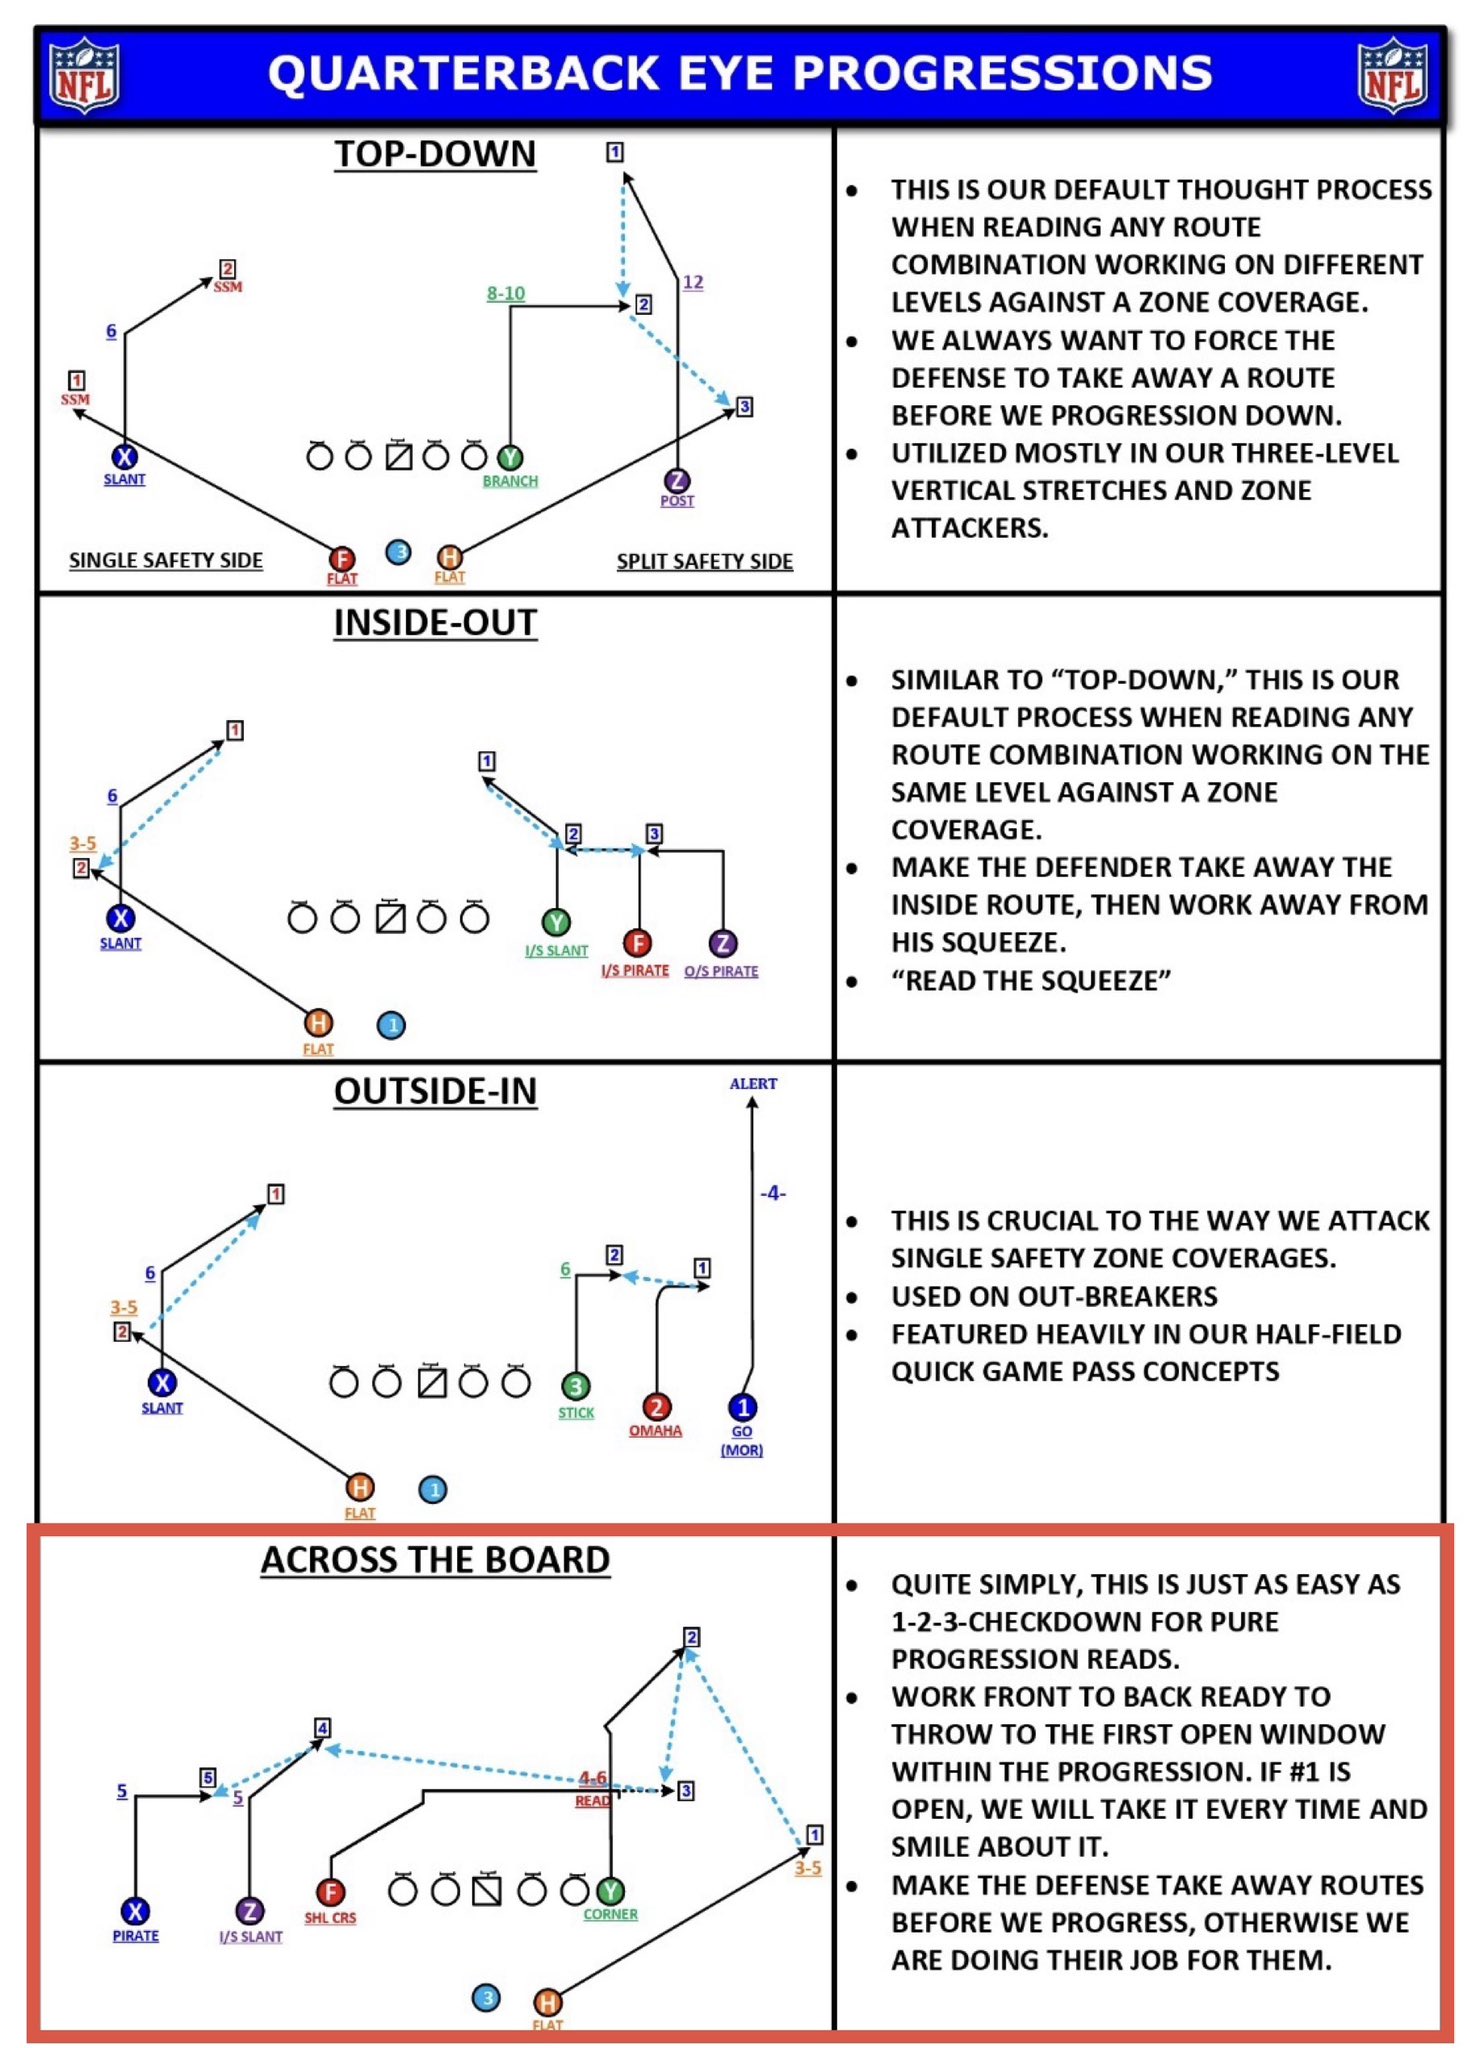 NFL
QUARTERBACK EYE PROGRESSIONS
NFL
TOP-DOWN
1
2
SSM
6
1
SSM
8-10
2
12
3
X
SLANT
Y
BRANCH
Z
POST
SINGLE SAFETY SIDE
F
FLAT
3
H
FLAT
SPLIT SAFETY SIDE
• THIS IS OUR DEFAULT THOUGHT PROCESS
WHEN READING ANY ROUTE
COMBINATION WORKING ON DIFFERENT
LEVELS AGAINST A ZONE COVERAGE.
• WE ALWAYS WANT TO FORCE THE
DEFENSE TO TAKE AWAY A ROUTE
BEFORE WE PROGRESSION DOWN.
• UTILIZED MOSTLY IN OUR THREE-LEVEL
VERTICAL STRETCHES AND ZONE
ATTACKERS.
INSIDE-OUT
1
6
3-5
2
1
2
3
X
SLANT
Y
I/S SLANT
F
I/S PIRATE
Z
O/S PIRATE
H
FLAT
1
• SIMILAR TO “TOP-DOWN,” THIS IS OUR
DEFAULT PROCESS WHEN READING ANY
ROUTE COMBINATION WORKING ON THE
SAME LEVEL AGAINST A ZONE
COVERAGE.
• MAKE THE DEFENDER TAKE AWAY THE
INSIDE ROUTE, THEN WORK AWAY FROM
HIS SQUEEZE.
• “READ THE SQUEEZE”
OUTSIDE-IN
ALERT
1
6
3-5
2
-4-
6
2
1
X
SLANT
3
STICK
2
OMAHA
1
GO
(MOR)
H
FLAT
1
• THIS IS CRUCIAL TO THE WAY WE ATTACK
SINGLE SAFETY ZONE COVERAGES.
• USED ON OUT-BREAKERS
• FEATURED HEAVILY IN OUR HALF-FIELD
QUICK GAME PASS CONCEPTS
ACROSS THE BOARD
2
4
5
5
5
4-6
READ
3
1
3-5
X
PIRATE
Z
I/S SLANT
F
SHL CRS
Y
CORNER
3
H
FLAT
• QUITE SIMPLY, THIS IS JUST AS EASY AS
1-2-3-CHECKDOWN FOR PURE
PROGRESSION READS.
• WORK FRONT TO BACK READY TO
THROW TO THE FIRST OPEN WINDOW
WITHIN THE PROGRESSION. IF #1 IS
OPEN, WE WILL TAKE IT EVERY TIME AND
SMILE ABOUT IT.
• MAKE THE DEFENSE TAKE AWAY ROUTES
BEFORE WE PROGRESS, OTHERWISE WE
ARE DOING THEIR JOB FOR THEM.